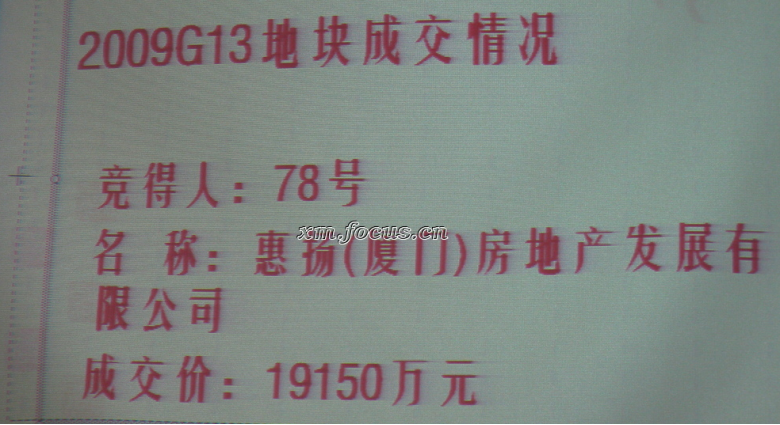 2009G13地块成交情况
竞得人：78号
xm.focus.cn
名 称：惠扬(厦门)房地产发展有
限公司
成交价：19150万元